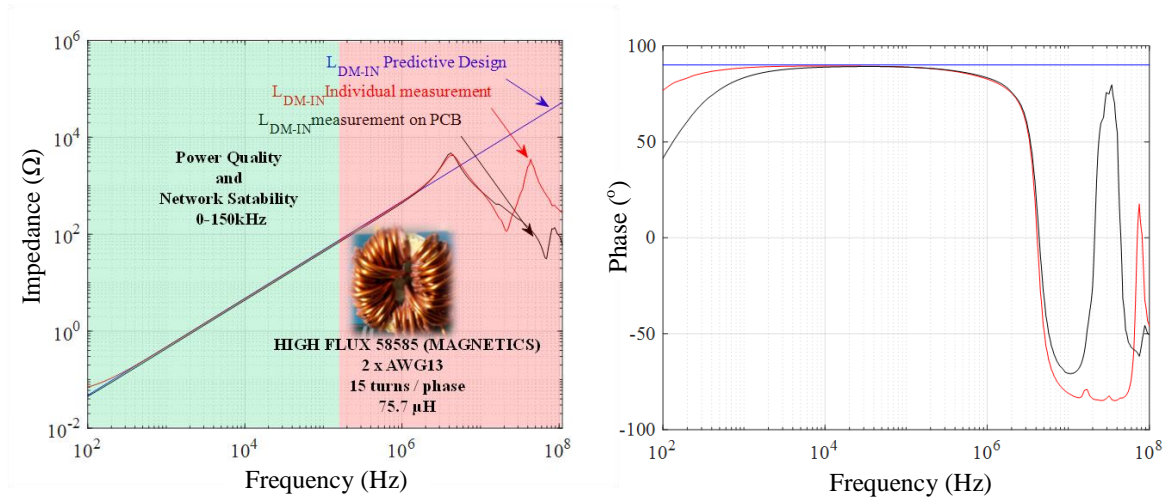 10^6
10^4
10^2
10^0
10^-2
Impedance (Ω)
L_DM-IN Predictive Design
L_DM-IN Individual measurement
L_DM-IN measurement on PCB
Power Quality
and
Network Satability
0-150kHz
HIGH FLUX 58585 (MAGNETICS)
2 x AWG13
15 turns / phase
75.7 µH
10^2 10^4 10^6 10^8
Frequency (Hz)
100
50
0
-50
-100
Phase (°)
10^2 10^4 10^6 10^8
Frequency (Hz)